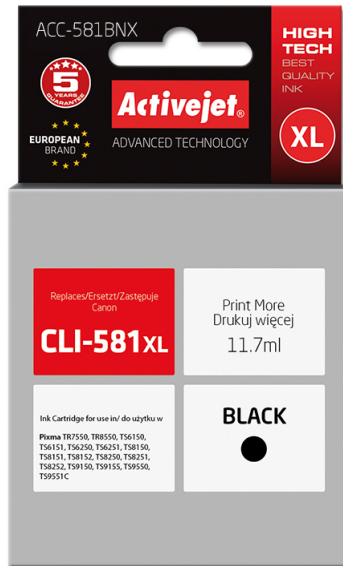 ACC-581BNX
5
YEARS
GUARANTEE
EUROPEAN
BRAND
Activejet®
ADVANCED TECHNOLOGY
HIGH
TECH
BEST
QUALITY
INK
XL
Replaces/Ersetzt/Zastępuje
Canon
CLI-581XL
Print More
Drukuj więcej
11.7ml
Ink Cartridge for use in/ do użytku w
Pixma TR7550, TR8550, TS6150,
TS6151, TS6250, TS6251, TS8150,
TS8151, TS8152, TS8250, TS8251,
TS8252, TS9150, TS9155, TS9550,
TS9551C
BLACK